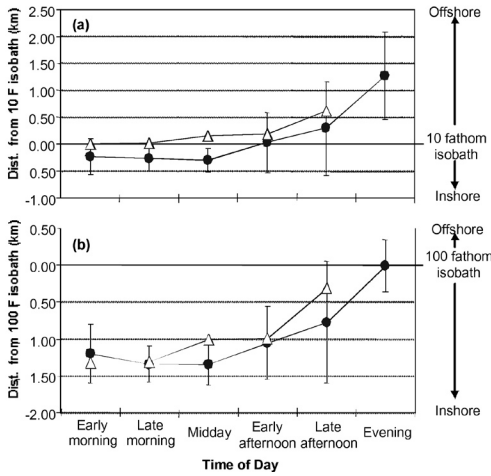 2.50
2.00
1.50
1.00
0.50
0.00
0.50
-1.00
Dist. from 10 F isobath (km)
(a)
Offshore
10 fathom
isobath
Inshore
0.50
0.00
0.50
1.00
1.50
-2.00
Dist. from 100 F isobath (km)
(b)
Offshore
100 fathom
isobath
Inshore
Early
morning
Late
morning
Midday
Early
afternoon
Late
afternoon
Evening
Time of Day